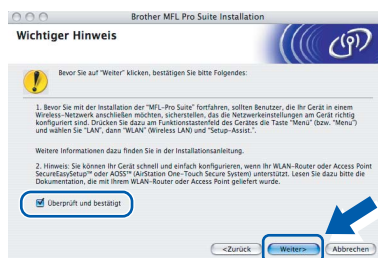 Brother MFL Pro Suite Installation
Wichtiger Hinweis
Bevor Sie auf "Weiter" klicken, bestätigen Sie bitte Folgendes:
1. Bevor Sie mit der Installation der "MFL-Pro Suite" fortfahren, sollten Benutzer, die Ihr Gerät in einem
Wireless-Netzwerk anschließen möchten, sicherstellen, das die Netzwerkeinstellungen am Gerät richtig
konfiguriert sind. Drücken Sie dazu am Funktionstastenfeld des Gerätes die Taste "Menü" (bzw. "Menu")
und wählen Sie "LAN", dann "WLAN" (Wireless LAN) und "Setup-Assist.".
Weitere Informationen dazu finden Sie in der Installationsanleitung.
2. Hinweis: Sie können Ihr Gerät schnell und einfach konfigurieren, wenn Ihr WLAN-Router oder Access Point
SecureEasySetup™ oder AOSS™ (AirStation One-Touch Secure System) unterstützt. Lesen Sie dazu bitte die
Dokumentation, die mit Ihrem WLAN-Router oder Access Point geliefert wurde.
Überprüft und bestätigt
<Zurück Weiter> Abbrechen